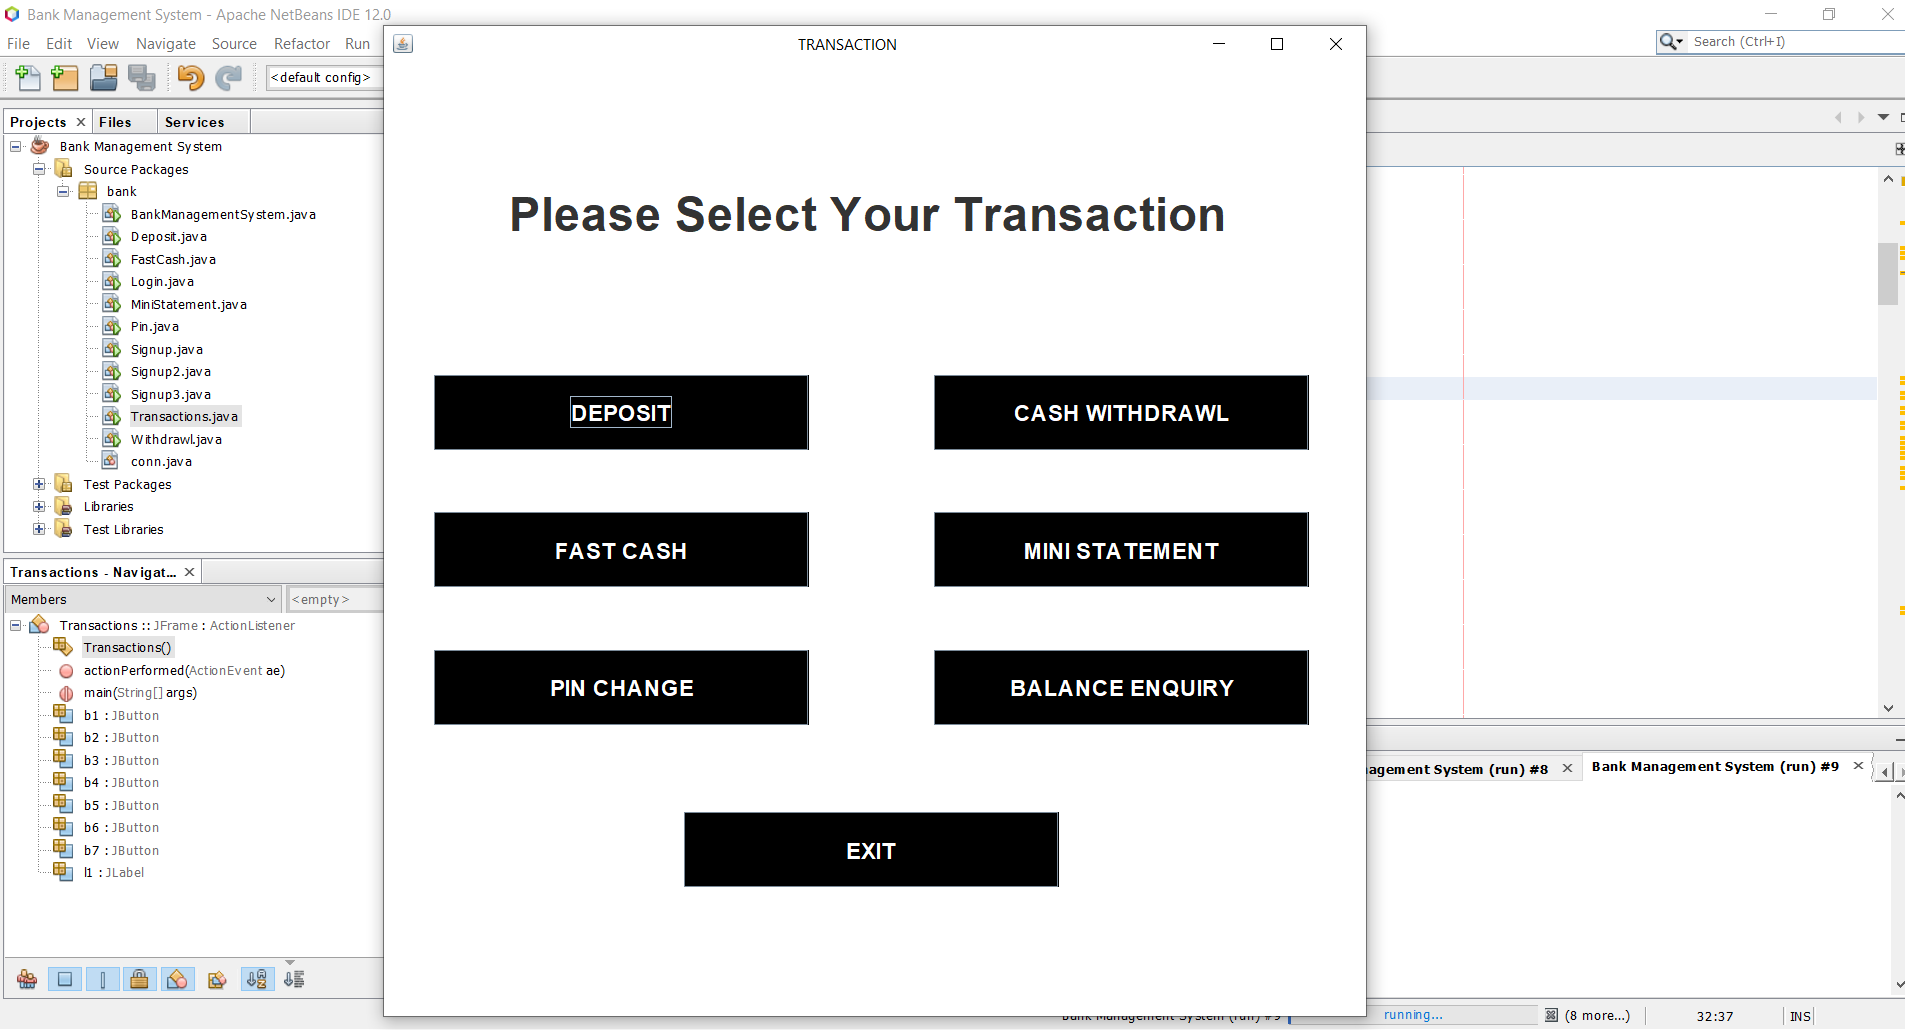 Bank Management System - Apache NetBeans IDE 12.0
File Edit View Navigate Source Refactor Run
Search (Ctrl+I)
<default config>
TRANSACTION
Projects Files Services
Bank Management System
Source Packages
bank
BankManagementSystem.java
Deposit.java
FastCash.java
Login.java
MiniStatement.java
Pin.java
Signup.java
Signup2.java
Signup3.java
Transactions.java
Withdrawl.java
conn.java
Test Packages
Libraries
Test Libraries
Transactions - Navigat...
Members <empty>
Transactions :: JFrame : ActionListener
Transactions()
actionPerformed(ActionEvent ae)
main(String[] args)
b1 : JButton
b2 : JButton
b3 : JButton
b4 : JButton
b5 : JButton
b6 : JButton
b7 : JButton
l1 : JLabel
Please Select Your Transaction
DEPOSIT CASH WITHDRAWL
FAST CASH MINI STATEMENT
PIN CHANGE BALANCE ENQUIRY
EXIT
agement System (run) #8 Bank Management System (run) #9
Bank Management System (run) #9 running... (8 more...) 32:37 INS